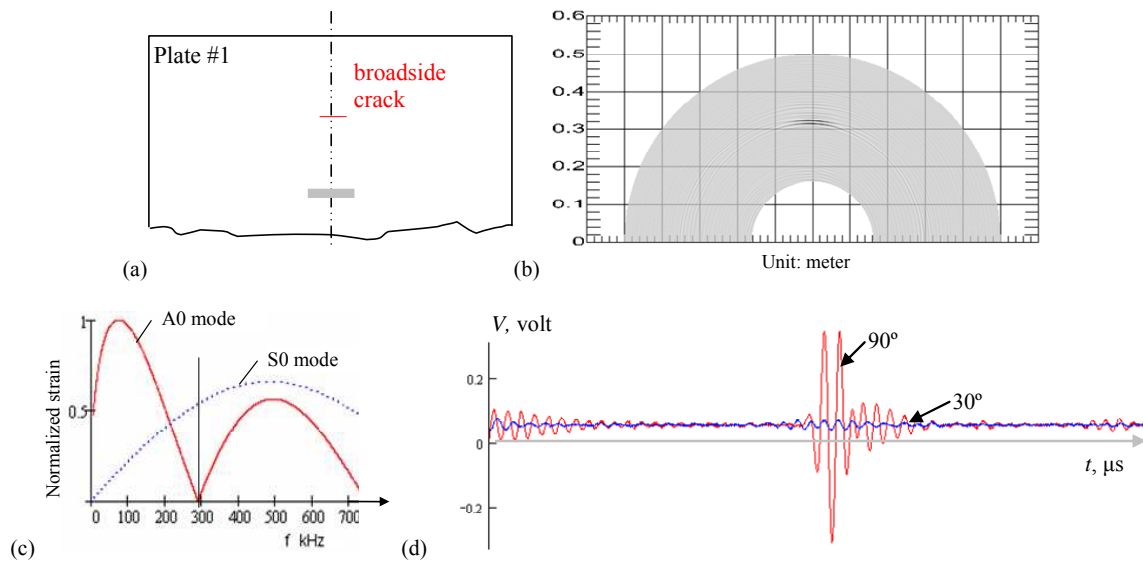 Plate #1
broadside
crack
(a)
0.6
0.5
0.4
0.3
0.2
0.1
0
Unit: meter
(b)
Normalized strain
1
0.5
A0 mode
S0 mode
0 100 200 300 400 500 600 700
f kHz
(c)
V, volt
0.2
0
-0.2
90º
30º
t, μs
(d)